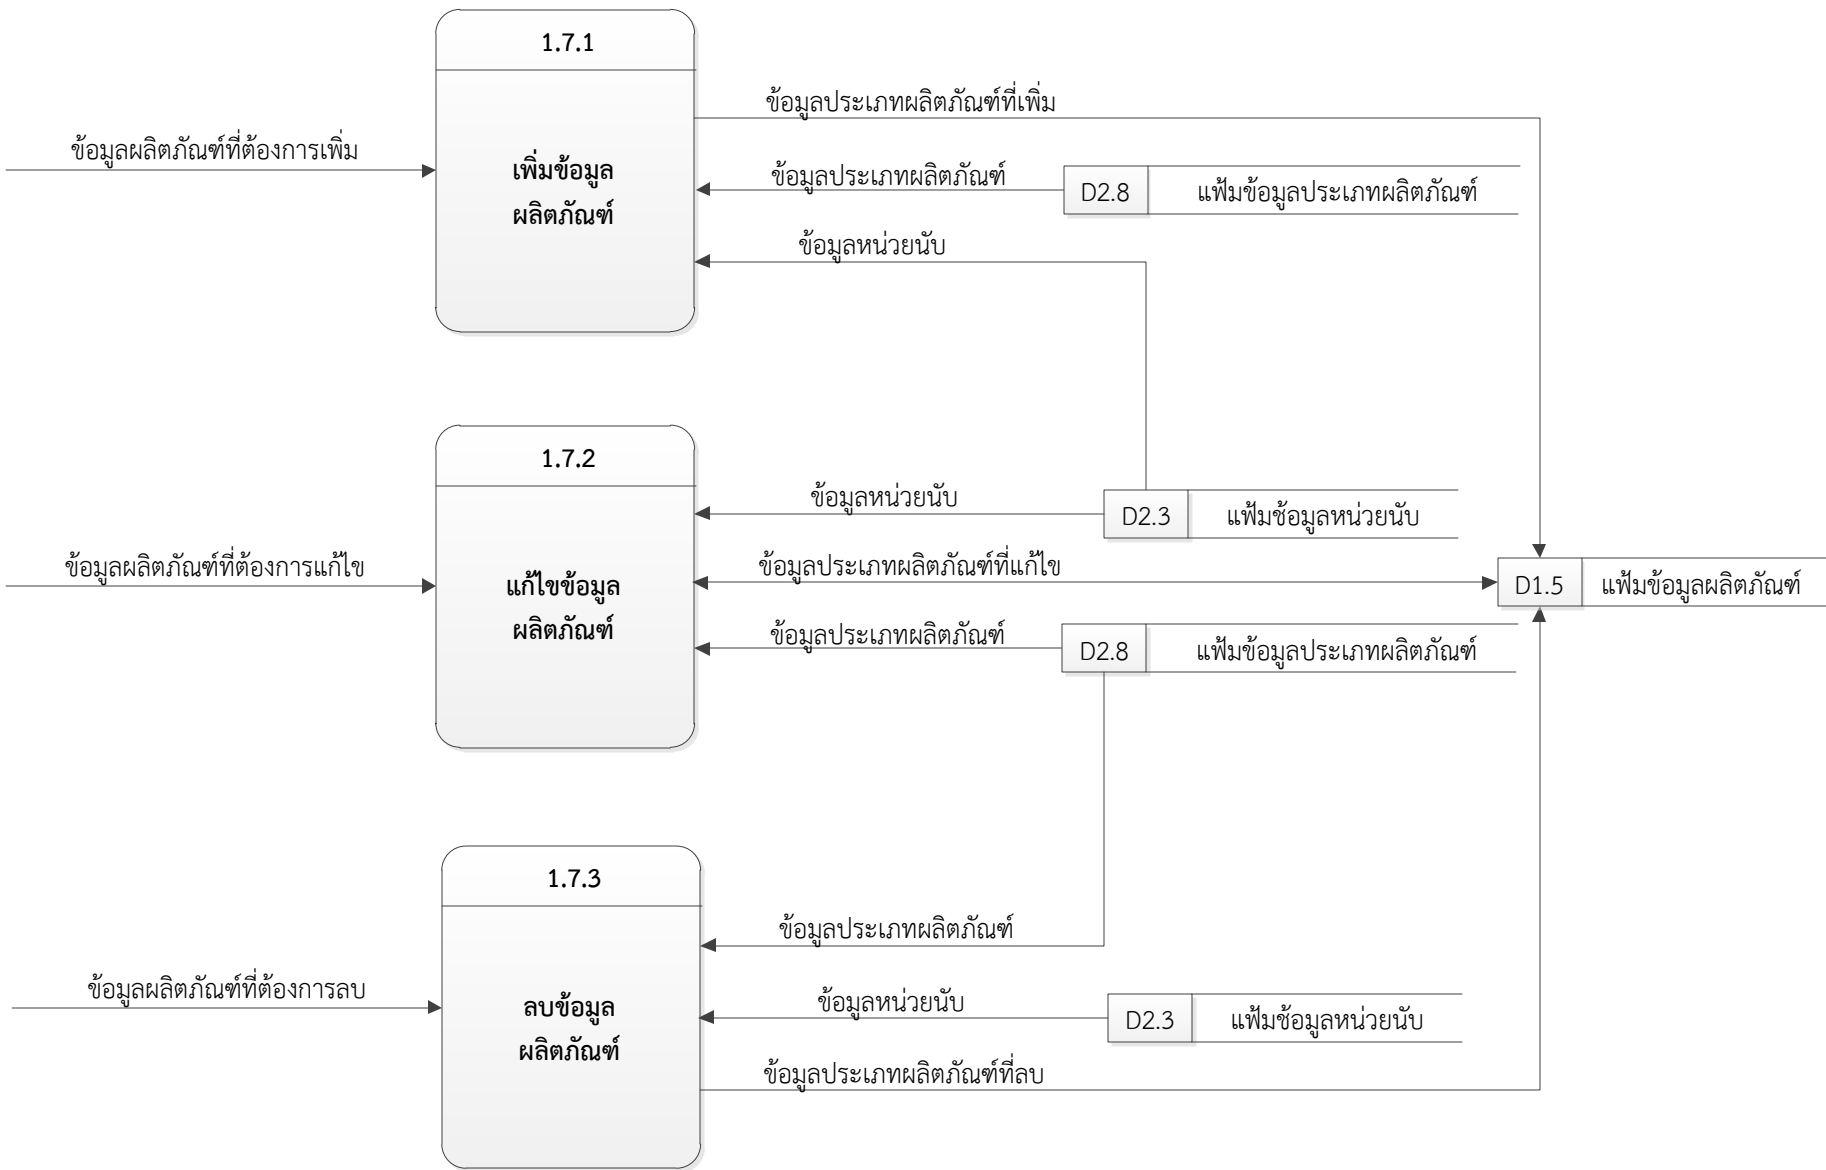 1.7.1
ข้อมูลประเภทผลิตภัณฑ์ที่เพิ่ม
ข้อมูลผลิตภัณฑ์ที่ต้องการเพิ่ม
เพิ่มข้อมูล
ผลิตภัณฑ์
ข้อมูลประเภทผลิตภัณฑ์
D2.8 แฟ้มข้อมูลประเภทผลิตภัณฑ์
ข้อมูลหน่วยนับ
1.7.2
ข้อมูลหน่วยนับ
D2.3 แฟ้มช้อมูลหน่วยนับ
ข้อมูลผลิตภัณฑ์ที่ต้องการแก้ไข
แก้ไขข้อมูล
ผลิตภัณฑ์
ข้อมูลประเภทผลิตภัณฑ์ที่แก้ไข
D1.5 แฟ้มข้อมูลผลิตภัณฑ์
ข้อมูลประเภทผลิตภัณฑ์
D2.8 แฟ้มข้อมูลประเภทผลิตภัณฑ์
1.7.3
ข้อมูลประเภทผลิตภัณฑ์
ข้อมูลผลิตภัณฑ์ที่ต้องการลบ
ลบข้อมูล
ผลิตภัณฑ์
ข้อมูลหน่วยนับ
D2.3 แฟ้มช้อมูลหน่วยนับ
ข้อมูลประเภทผลิตภัณฑ์ที่ลบ